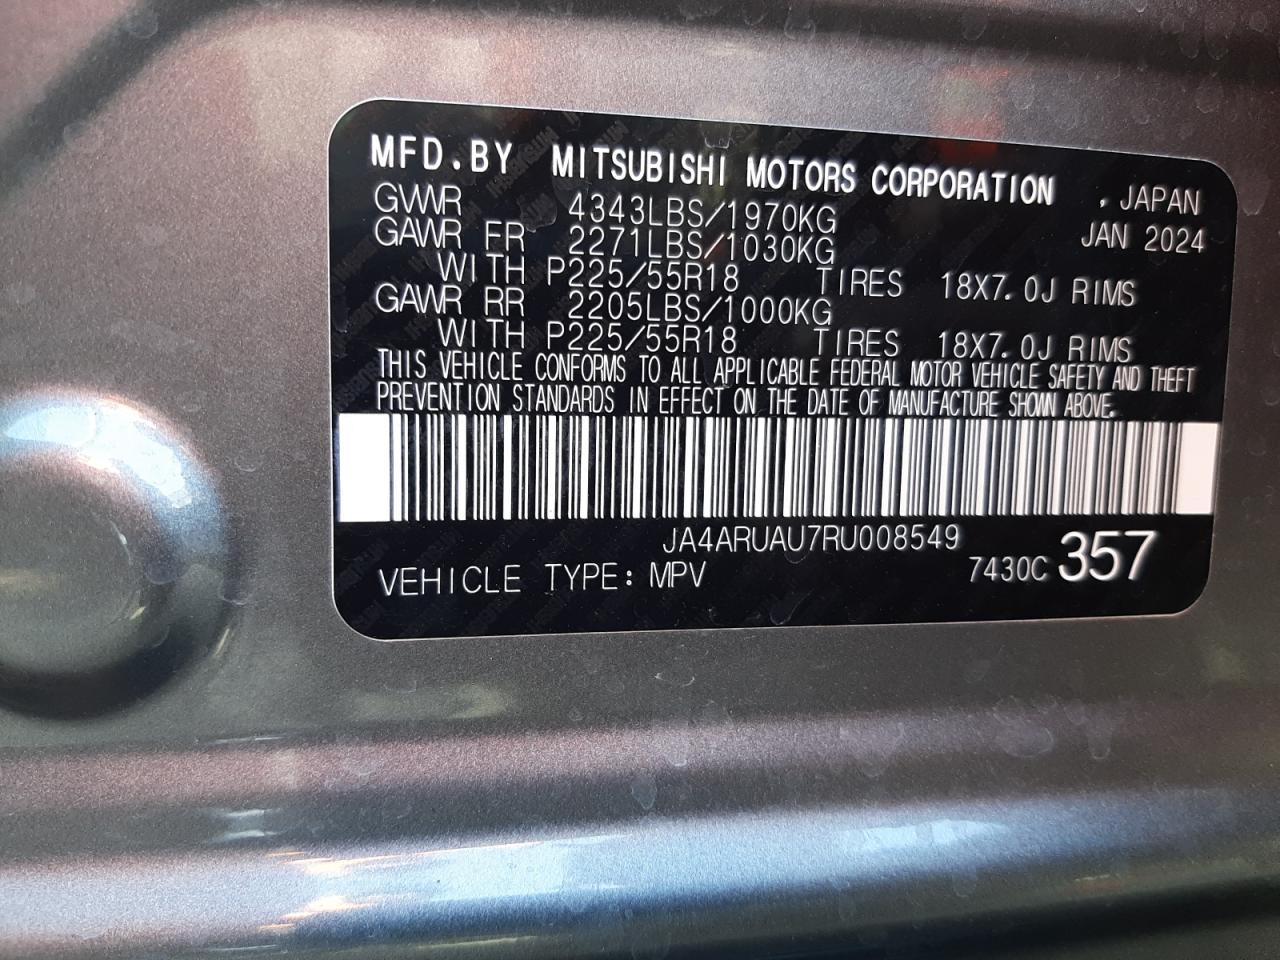 MFD.BY MITSUBISHI MOTORS CORPORATION , JAPAN
GVWR 4343LBS/1970KG JAN 2024
GAWR FR 2271LBS/1030KG
WITH P225/55R18 TIRES 18X7.0J RIMS
GAWR RR 2205LBS/1000KG
WITH P225/55R18 TIRES 18X7.0J RIMS
THIS VEHICLE CONFORMS TO ALL APPLICABLE FEDERAL MOTOR VEHICLE SAFETY AND THEFT
PREVENTION STANDARDS IN EFFECT ON THE DATE OF MANUFACTURE SHOWN ABOVE.
JA4ARUAU7RU008549
VEHICLE TYPE: MPV 7430C 357